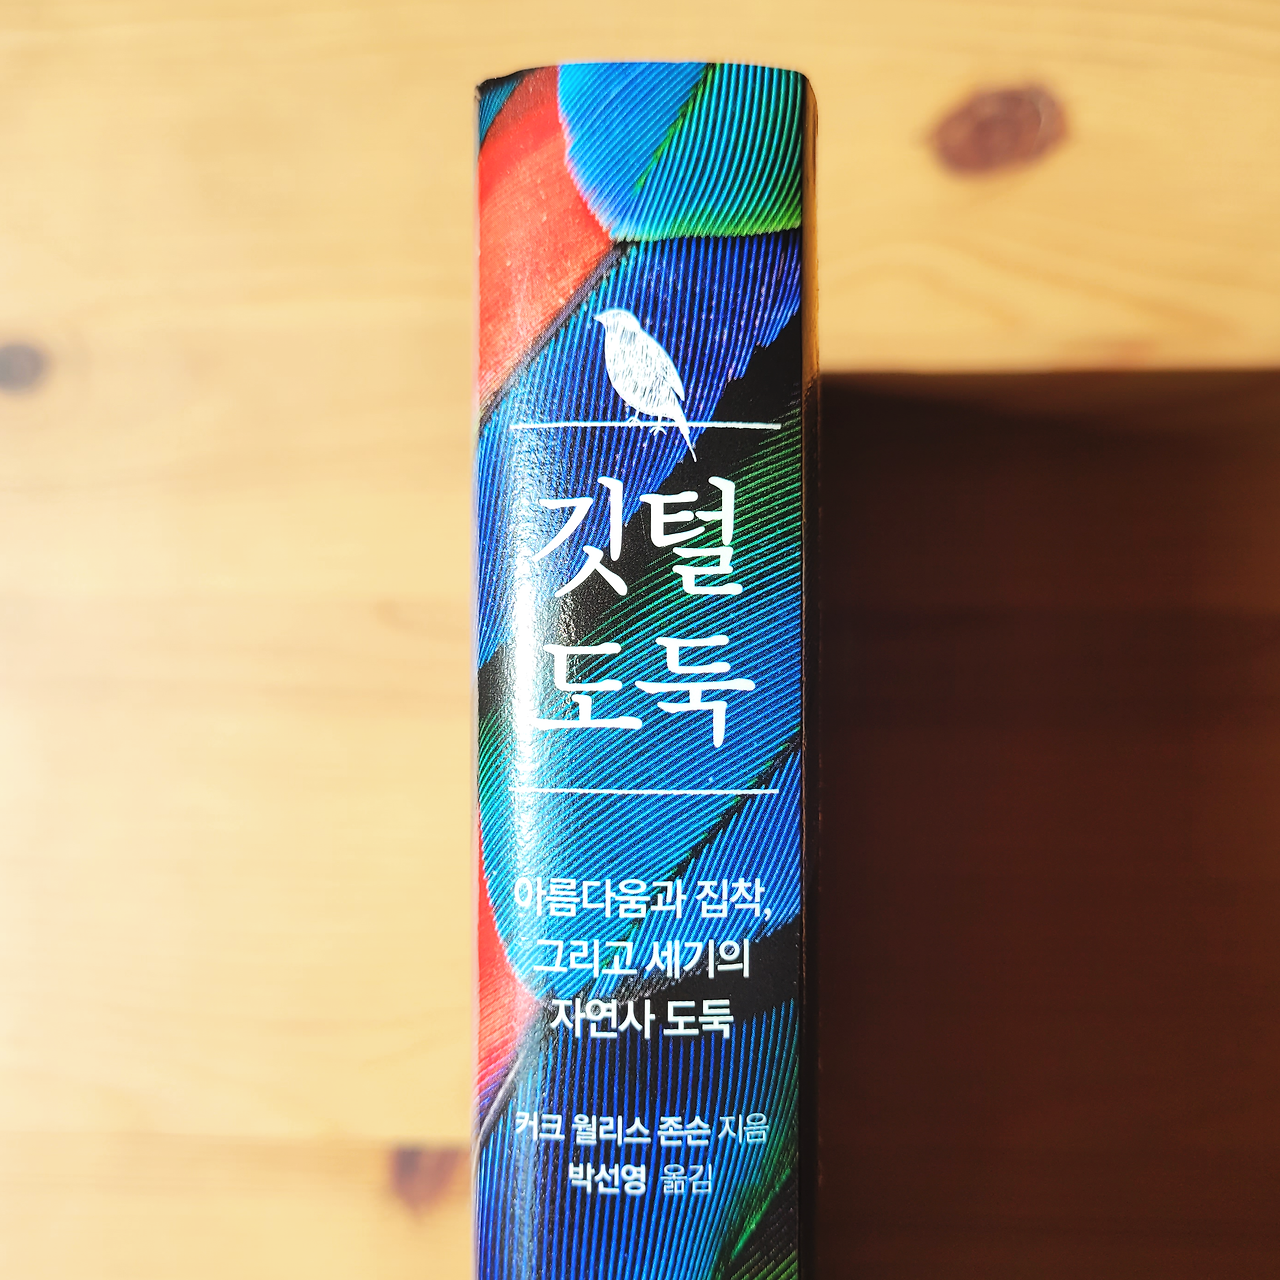 깃털
도둑
아름다움과 집착,
그리고 세기의
자연사 도둑
커크 월리스 존슨 지음
박선영 옮김